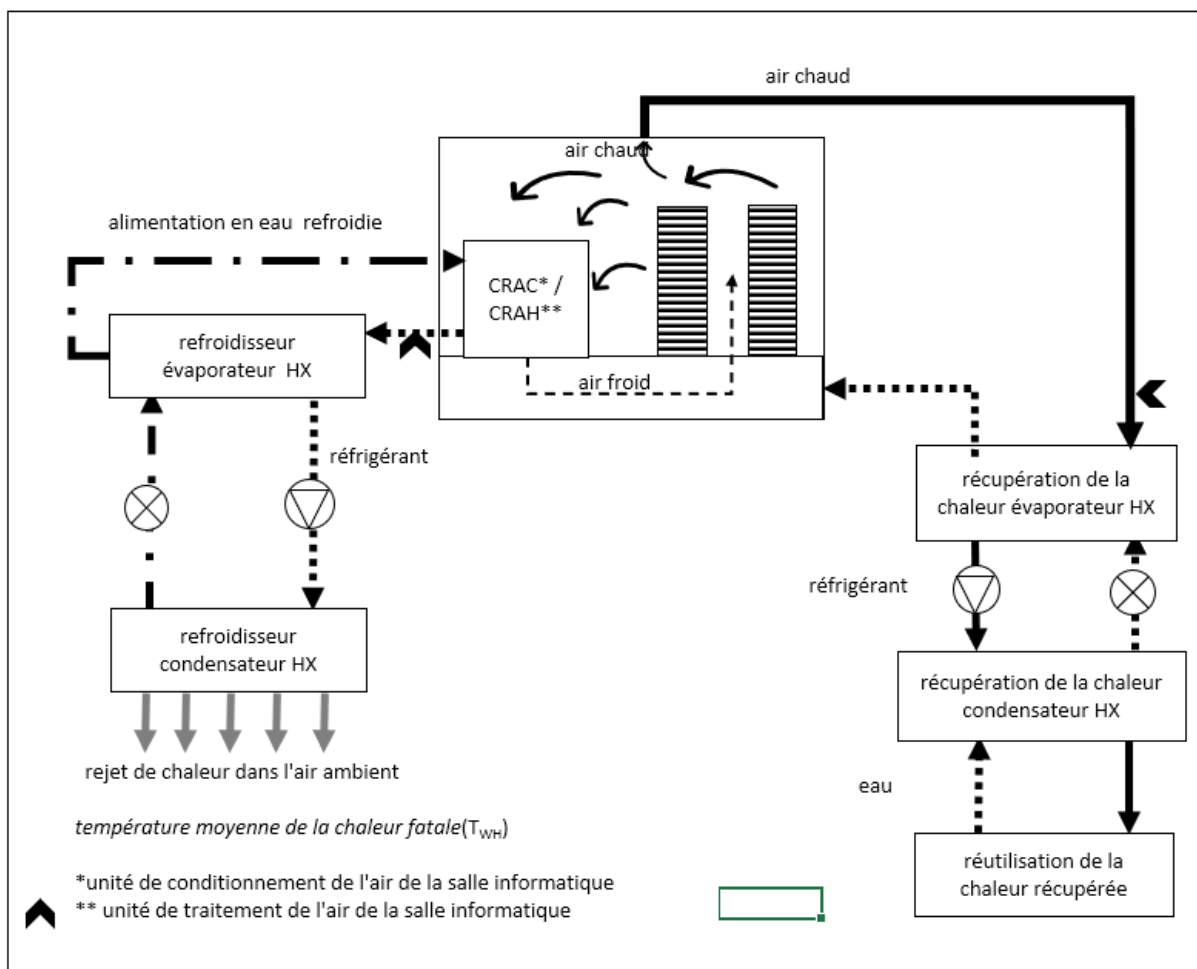 air chaud
air chaud
alimentation en eau refroidie
CRAC* /
CRAH**
refroidisseur
évaporateur HX
air froid
réfrigérant
récupération de la
chaleur évaporateur HX
réfrigérant
refroidisseur
condensateur HX
récupération de la chaleur
condensateur HX
rejet de chaleur dans l'air ambient
eau
température moyenne de la chaleur fatale(TWH)
réutilisation de la
chaleur récupérée
*unité de conditionnement de l'air de la salle informatique
** unité de traitement de l'air de la salle informatique